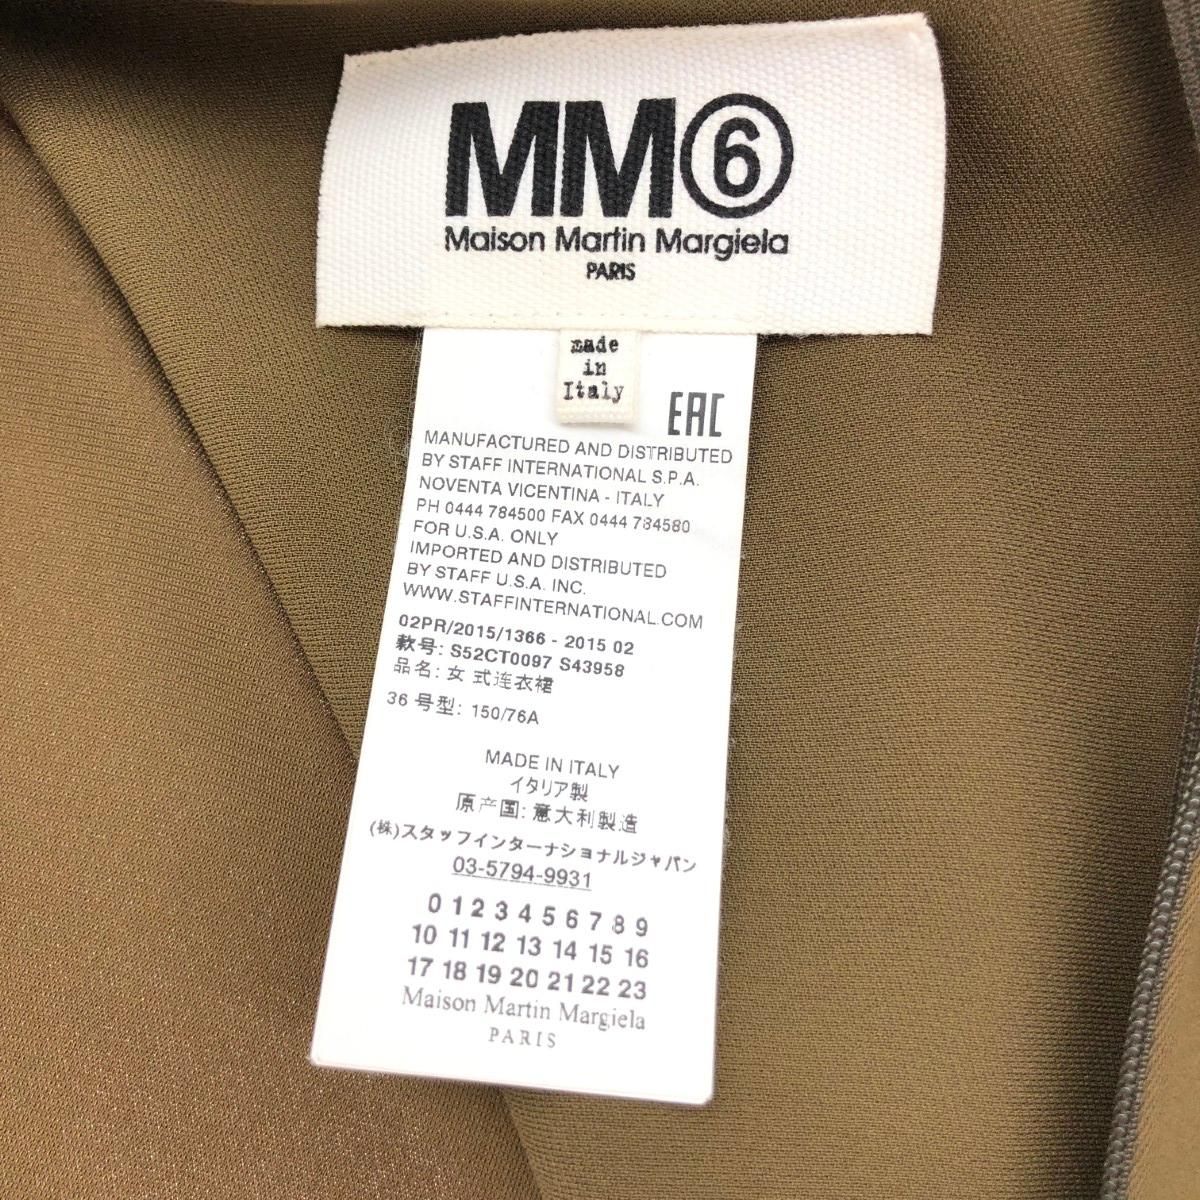 MM⑥
Maison Martin Margiela
PARIS
made
in
Italy
EAC
MANUFACTURED AND DISTRIBUTED
BY STAFF INTERNATIONAL S.P.A.
NOVENTA VICENTINA - ITALY
PH 0444 784500 FAX 0444 784580
FOR U.S.A. ONLY
IMPORTED AND DISTRIBUTED
BY STAFF U.S.A. INC.
WWW.STAFFINTERNATIONAL.COM
02PR/2015/1366 - 2015 02
款号: S52CT0097 S43958
品名: 女 式连衣裙
36 号型: 150/76A
MADE IN ITALY
イタリア製
原产国: 意大利製造
(株)スタッフインターナショナルジャパン
03-5794-9931
0 1 2 3 4 5 6 7 8 9
10 11 12 13 14 15 16
17 18 19 20 21 22 23
Maison Martin Margiela
PARIS